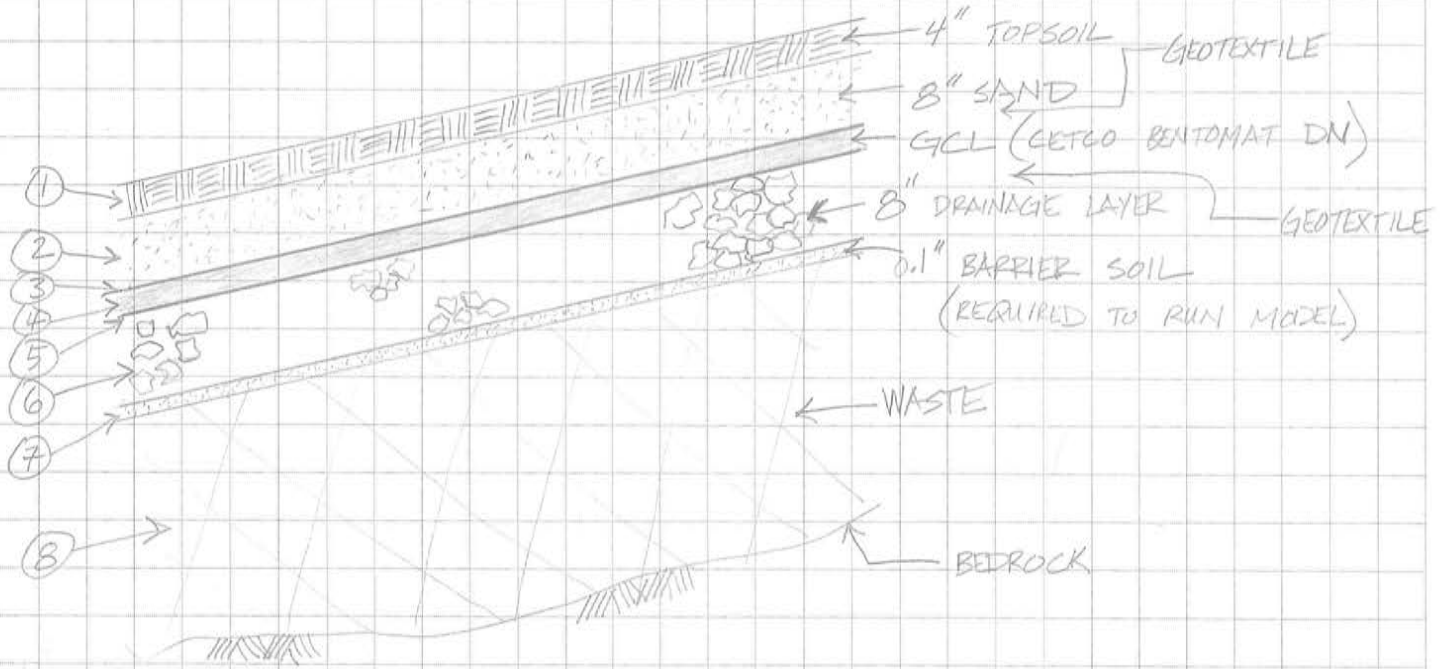 4" TOPSOIL
GEOTEXTILE
8" SAND
GCL (CETCO BENTOMAT DN)
8" DRAINAGE LAYER
GEOTEXTILE
0.1" BARRIER SOIL
(REQUIRED TO RUN MODEL)
WASTE
BEDROCK
1
2
3
4
5
6
7
8